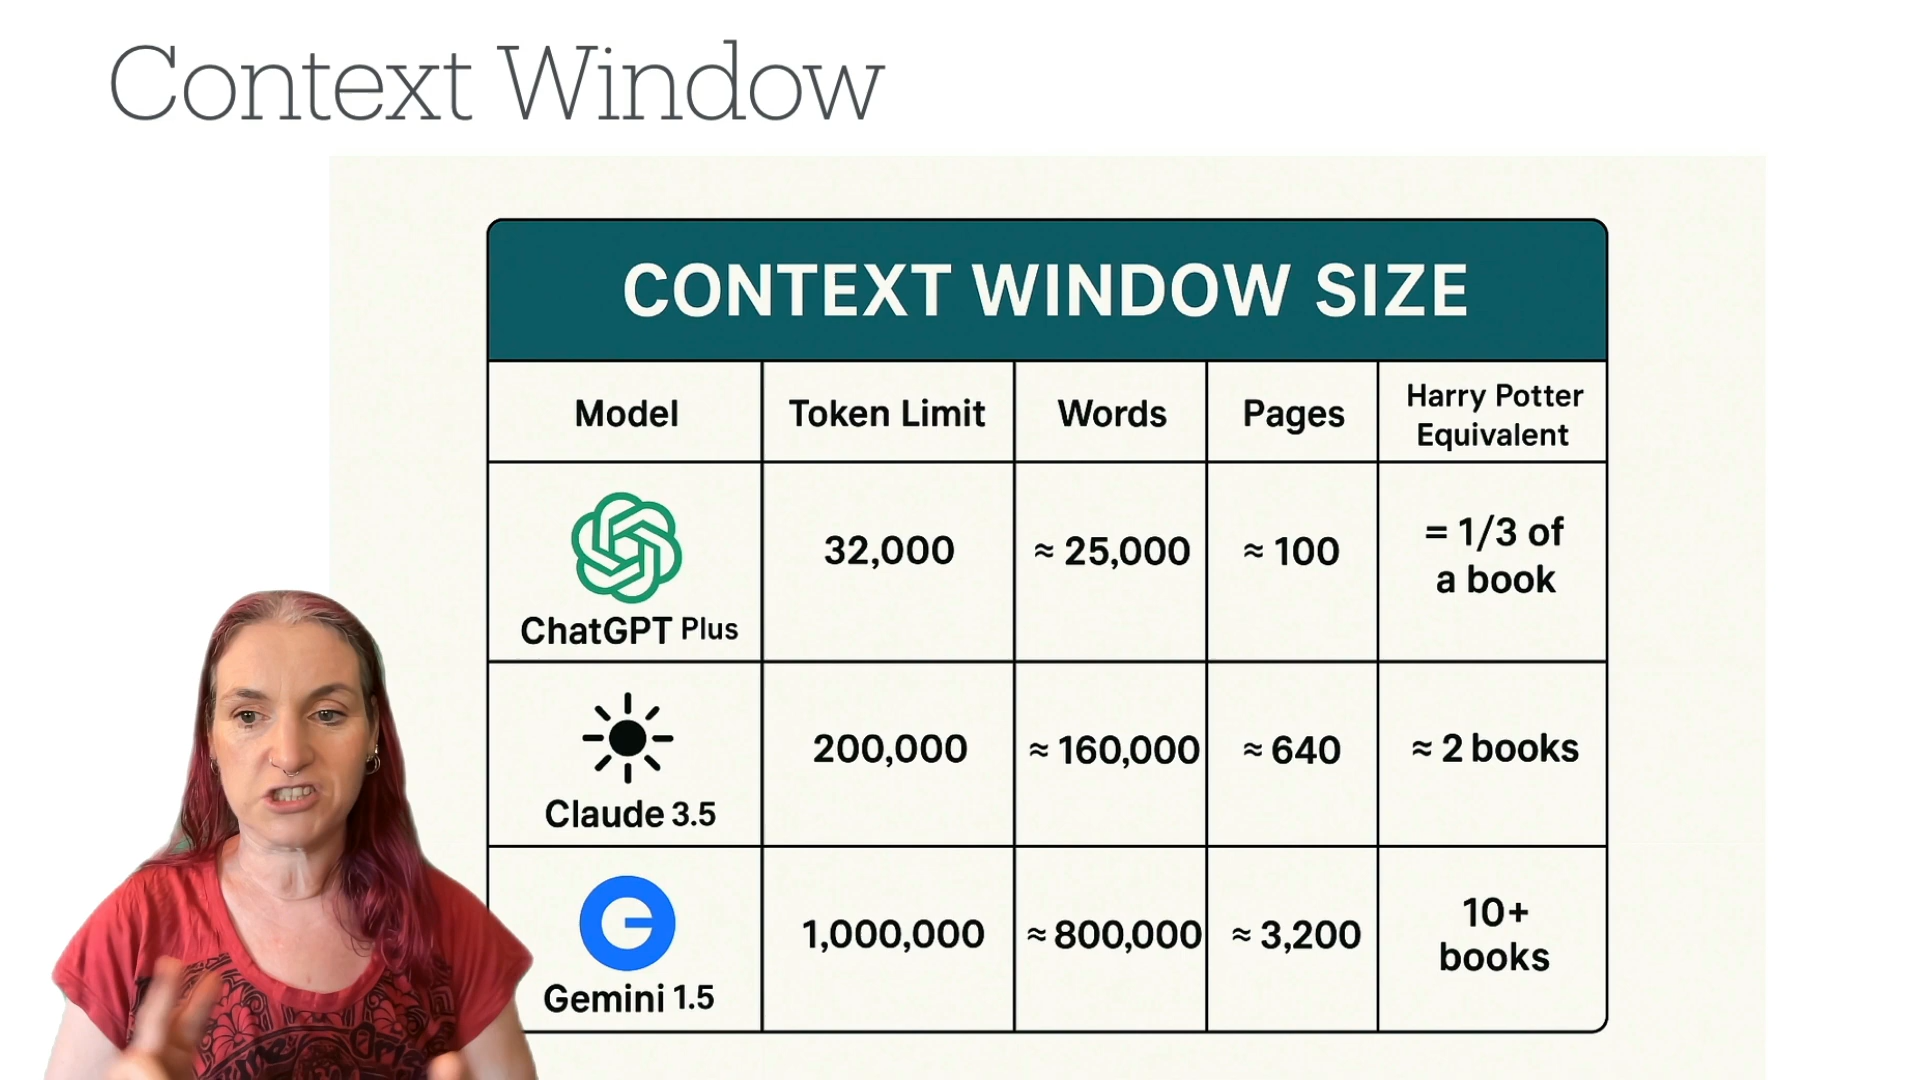 Context Window
CONTEXT WINDOW SIZE
Model Token Limit Words Pages Harry Potter
Equivalent
ChatGPT Plus 32,000 ≈ 25,000 ≈ 100 = 1/3 of
a book
Claude 3.5 200,000 ≈ 160,000 ≈ 640 ≈ 2 books
Gemini 1.5 1,000,000 ≈ 800,000 ≈ 3,200 10+
books